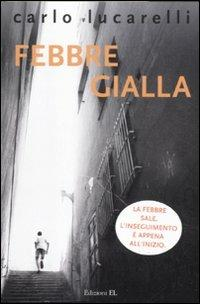 carlo lucarelli
FEBBRE
GIALLA
LA FEBBRE
SALE.
L'INSEGUIMENTO
È APPENA
ALL'INIZIO.
Edizioni EL